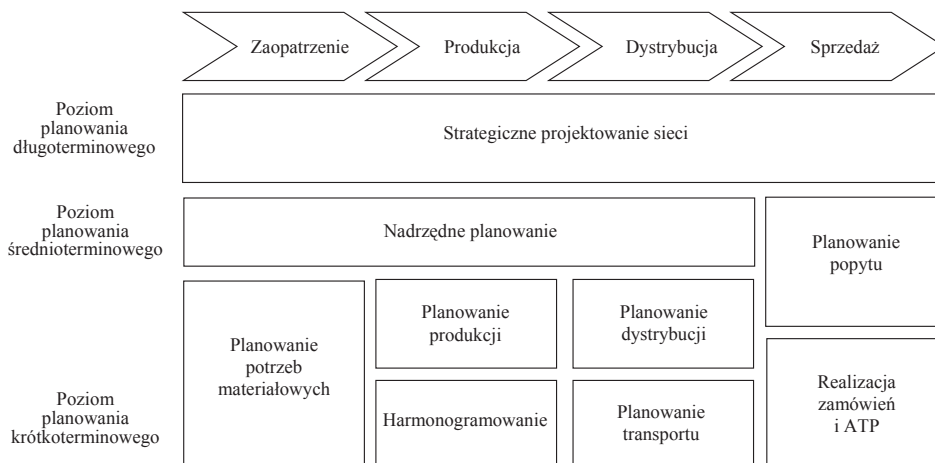 Zaopatrzenie
Produkcja
Dystrybucja
Sprzedaż
Poziom
planowania
długoterminowego
Strategiczne projektowanie sieci
Poziom
planowania
średnioterminowego
Nadrzędne planowanie
Planowanie
popytu
Poziom
planowania
krótkoterminowego
Planowanie
potrzeb
materiałowych
Planowanie
produkcji
Harmonogramowanie
Planowanie
dystrybucji
Planowanie
transportu
Realizacja
zamówień
i ATP